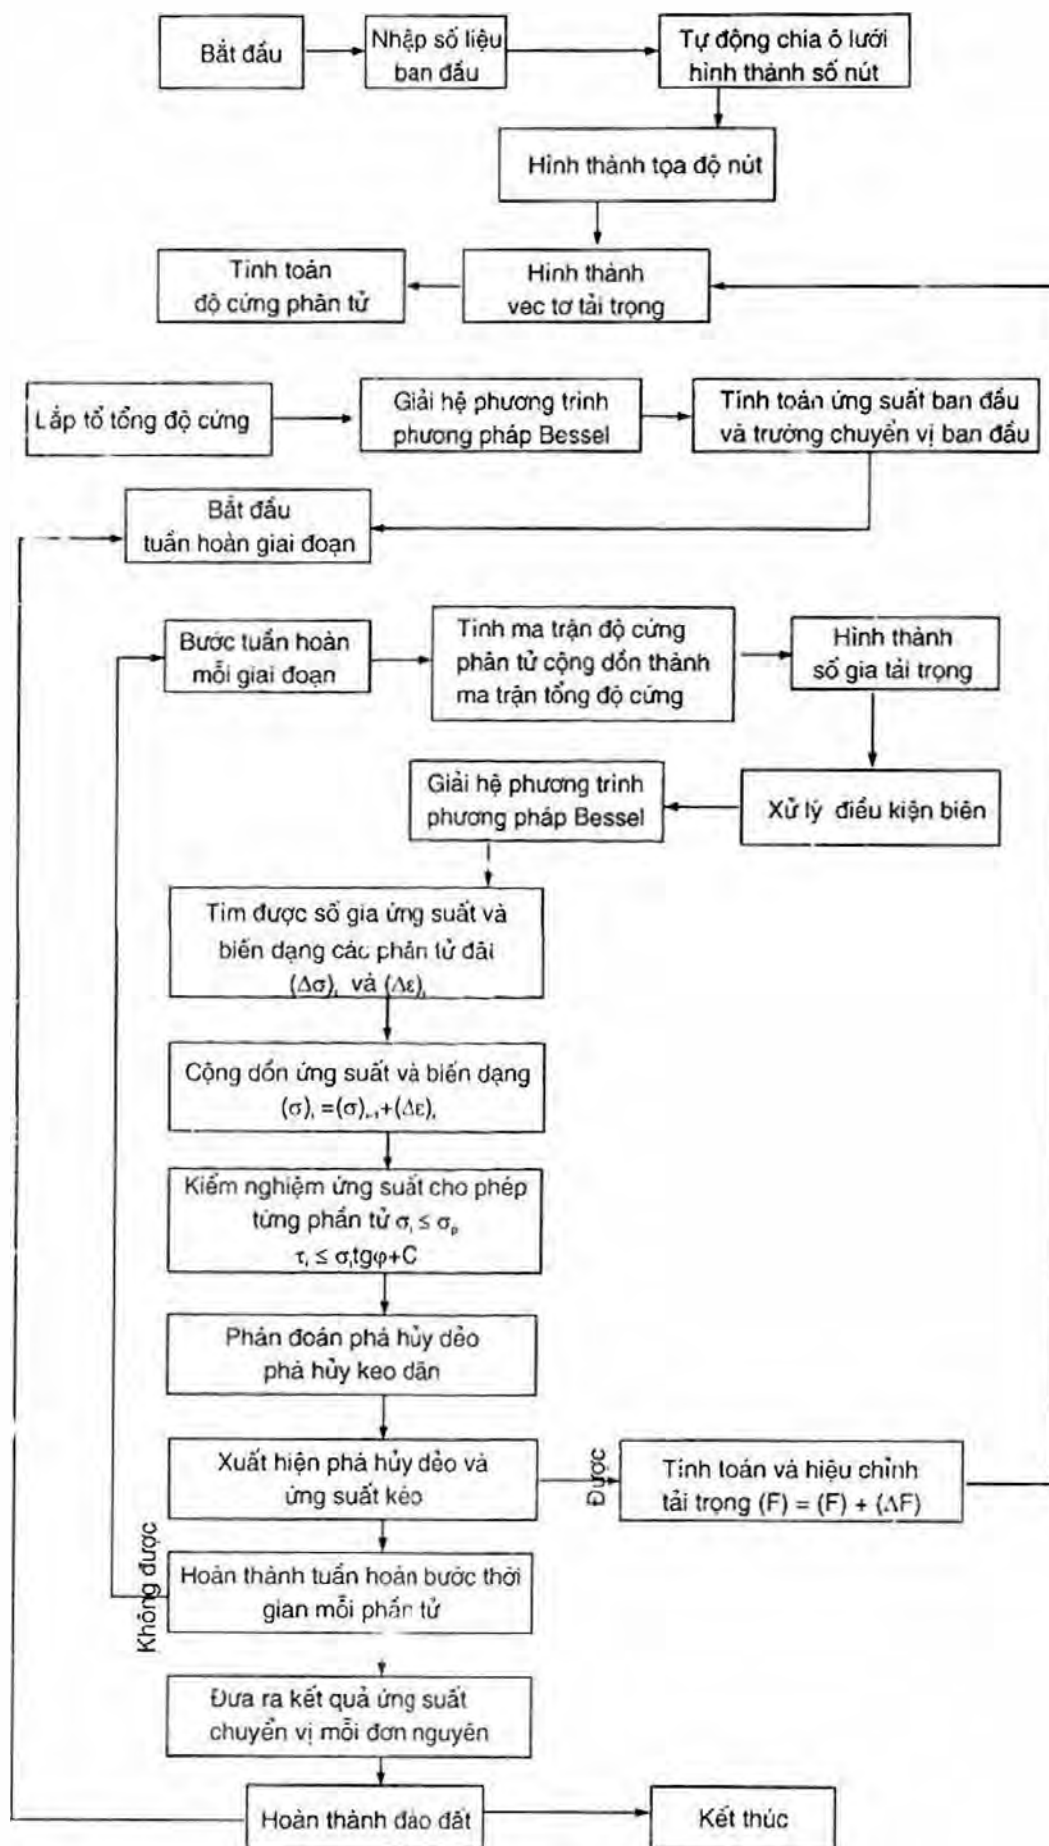 Bắt đầu
Nhập số liệu
ban đầu
Tự động chia ô lưới
hình thành số nút
Hình thành tọa độ nút
Tính toán
độ cứng phân tử
Hình thành
vec tơ tải trọng
Lắp tổ tổng độ cứng
Giải hệ phương trình
phương pháp Bessel
Tính toán ứng suất ban đầu
và trường chuyển vị ban đầu
Bắt đầu
tuần hoàn giai đoạn
Bước tuần hoàn
mỗi giai đoạn
Tính ma trận độ cứng
phân tử cộng dồn thành
ma trận tổng độ cứng
Hình thành
số gia tải trọng
Giải hệ phương trình
phương pháp Bessel
Xử lý điều kiện biên
Tìm được số gia ứng suất và
biến dạng các phân tử đài
(Δσ)ᵢ và (Δε)ᵢ
Cộng dồn ứng suất và biến dạng
(σ)ᵢ =(σ)ᵢ₋₁+(Δε)ᵢ
Kiểm nghiệm ứng suất cho phép
từng phần tử σᵢ ≤ σₚ
τᵢ ≤ σᵢtgφ+C
Phán đoán phá hủy dẻo
phá hủy keo dãn
Xuất hiện phá hủy dẻo và
ứng suất kéo
Được
Tính toán và hiệu chỉnh
tải trọng (F) = (F) + (ΔF)
Không được
Hoàn thành tuần hoàn bước thời
gian mỗi phần tử
Đưa ra kết quả ứng suất
chuyển vị mỗi đơn nguyên
Hoàn thành đào đất
Kết thúc